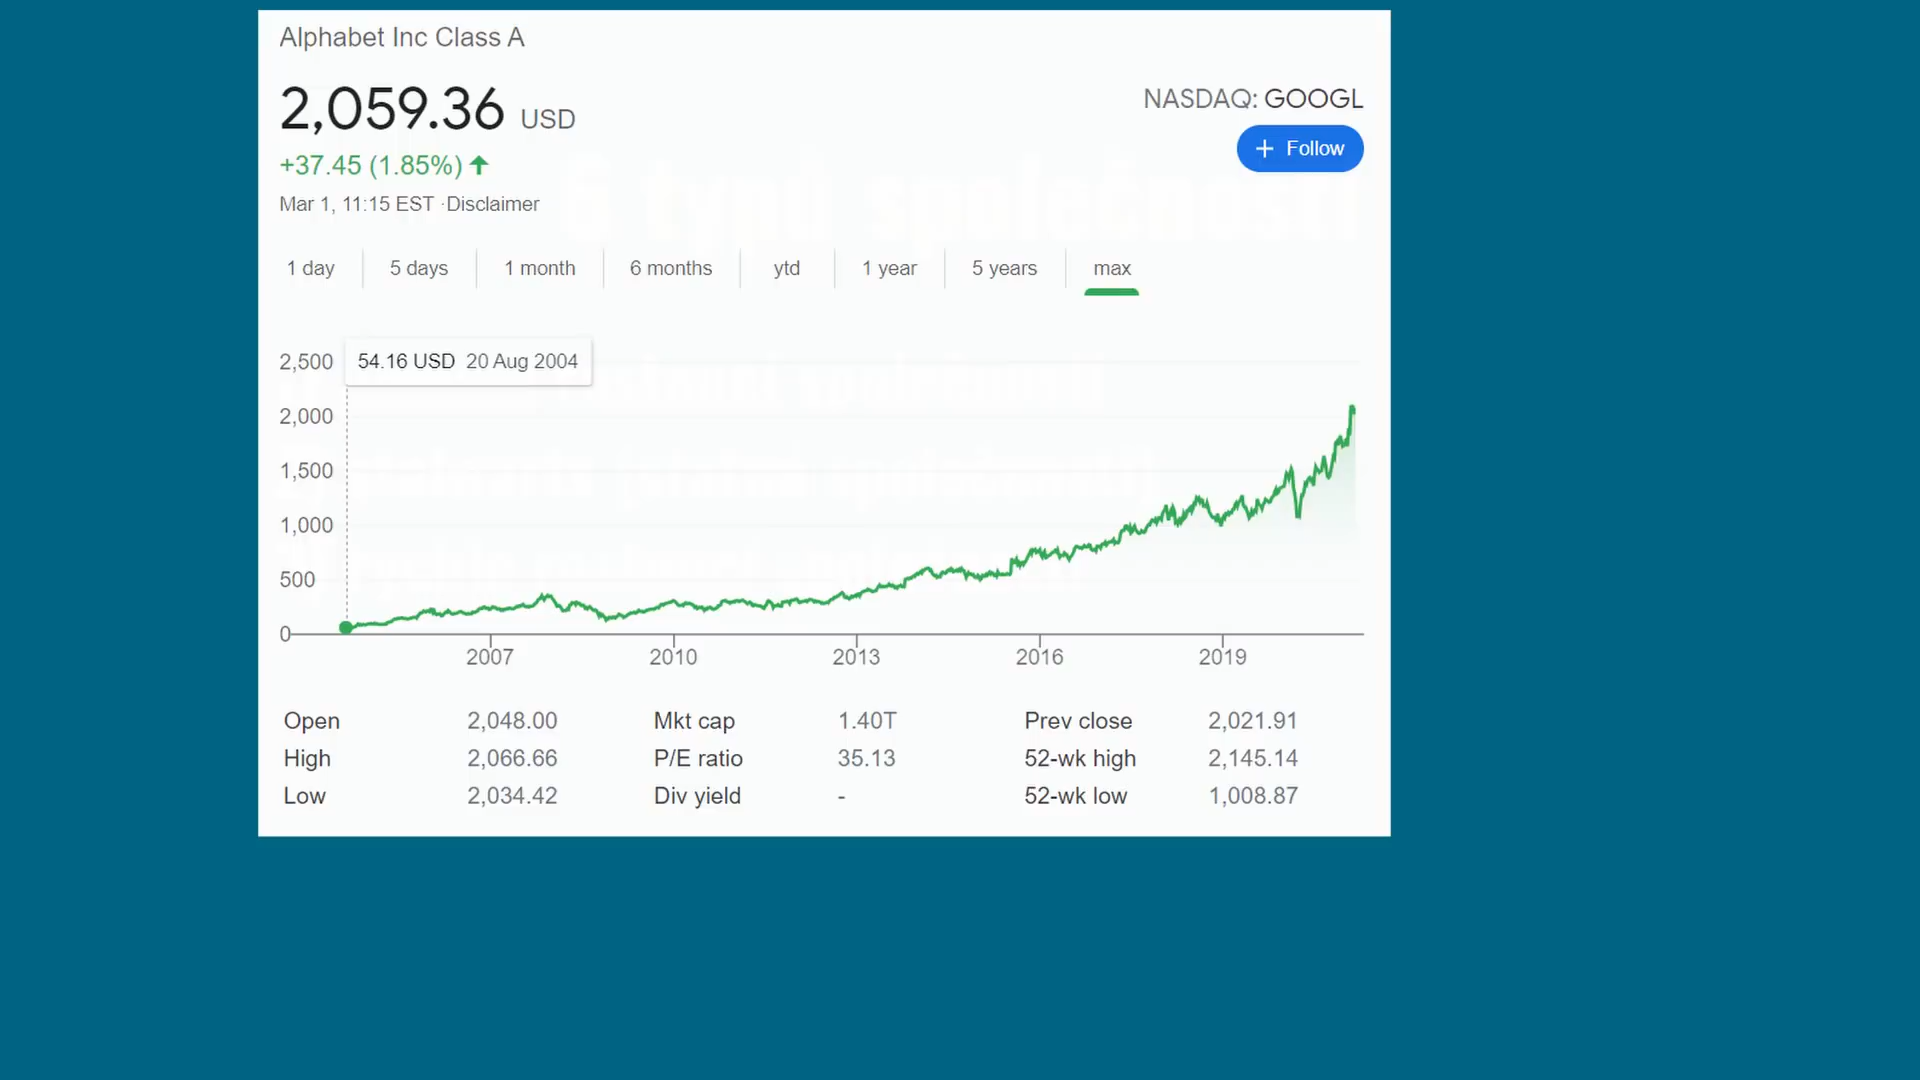 Alphabet Inc Class A
2,059.36 USD
NASDAQ: GOOGL
+ Follow
+37.45 (1.85%)
Mar 1, 11:15 EST ·Disclaimer
6 typů společností
1 day 5 days 1 month 6 months ytd 1 year 5 years max
54.16 USD 20 Aug 2004
2,500
2,000
1,500
1,000
500
0
2007 2010 2013 2016 2019
Open 2,048.00 Mkt cap 1.40T Prev close 2,021.91
High 2,066.66 P/E ratio 35.13 52-wk high 2,145.14
Low 2,034.42 Div yield - 52-wk low 1,008.87